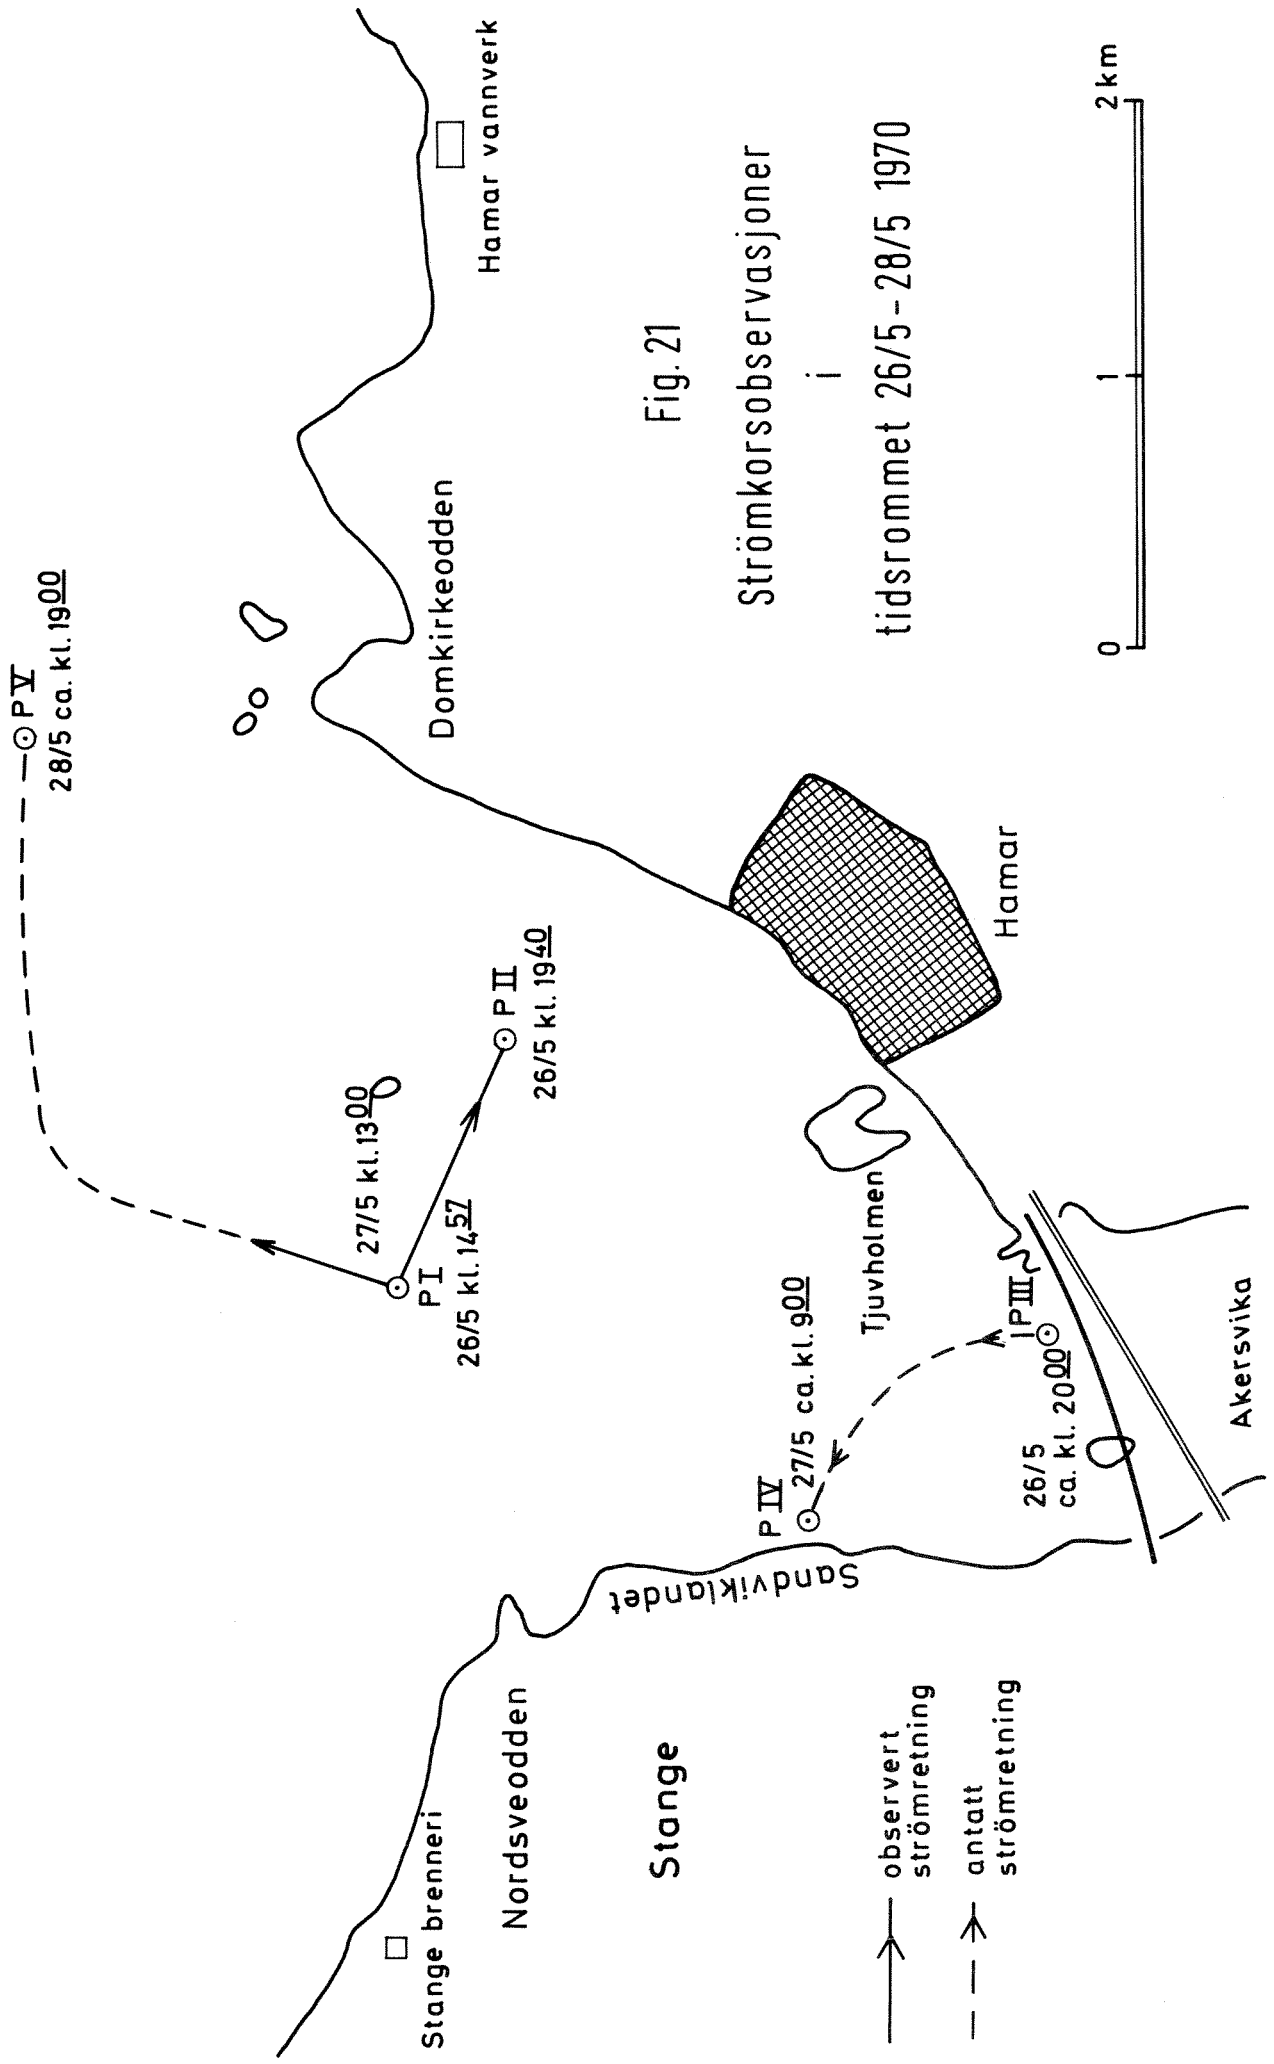 Fig. 21
Strömkorsobservasjoner
i
tidsrommet 26/5-28/5 1970
0 1 2 km
Hamar vannverk
Domkirkeodden
P V
28/5 ca. kl. 19 00
P II
26/5 kl. 19 40
27/5 kl. 13 00
P I
26/5 kl. 14 57
Hamar
Tjuvholmen
P III
26/5
ca. kl. 20 00
P IV
27/5 ca. kl. 9 00
Akersvika
Sandviklandet
Nordsveodden
Stange brenneri
Stange
observert
strömretning
antatt
strömretning